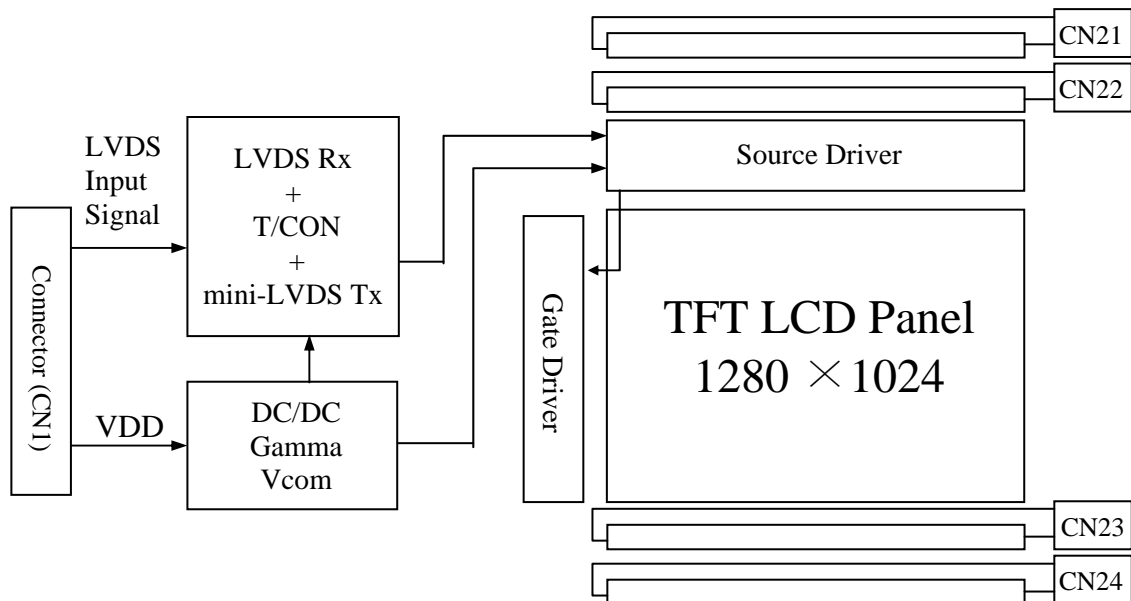 CN21
CN22
LVDS
Input
Signal
LVDS Rx
+
T/CON
+
mini-LVDS Tx
Source Driver
Connector (CN1)
Gate Driver
TFT LCD Panel
1280 ×1024
VDD
DC/DC
Gamma
Vcom
CN23
CN24